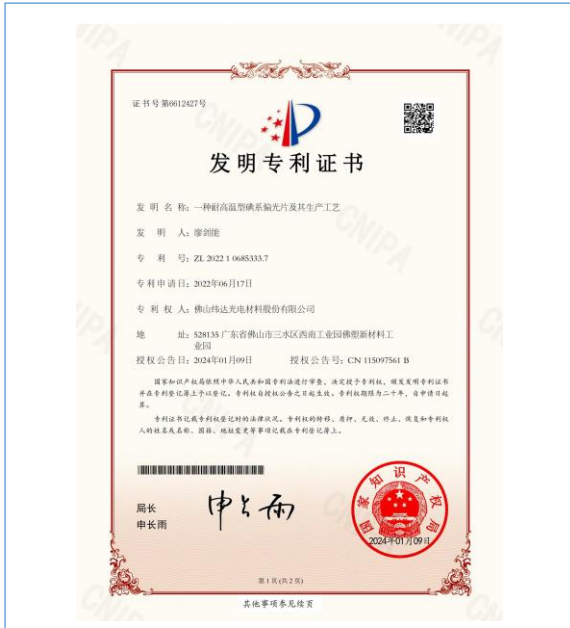 证书号第6612427号
发明专利证书
发 明 名 称：一种耐高温型碘系偏光片及其生产工艺
发 明 人：廖剑能
专 利 号：ZL 2022 1 0685333.7
专利申请日：2022年06月17日
专 利 权 人：佛山纬达光电材料股份有限公司
地 址：528135 广东省佛山市三水区西南工业园佛塑新材料工
业园
授权公告日：2024年01月09日 授权公告号：CN 115097561 B
国家知识产权局依照中华人民共和国专利法进行审查，决定授予专利权，颁发发明专利证书
并在专利登记簿上予以登记。专利权自授权公告之日起生效。专利权期限为二十年，自申请日起
算。
专利证书记载专利权登记时的法律状况。专利权的转移、质押、无效、终止、恢复和专利权
人的姓名或名称、国籍、地址变更等事项记载在专利登记簿上。
局长
申长雨
申长雨
国家知识产权局
2024年01月09日
第 1 页 (共 2 页)
其他事项参见续页
CNIPA
CNIPA
CNIPA
CNIPA
CNIPA
CNIPA